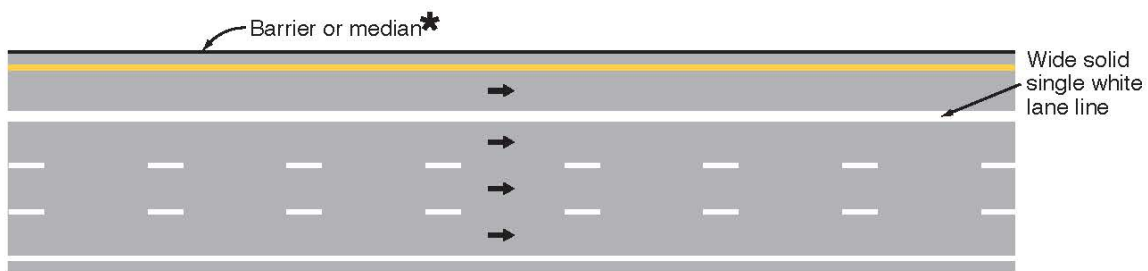 Barrier or median*
Wide solid
single white
lane line